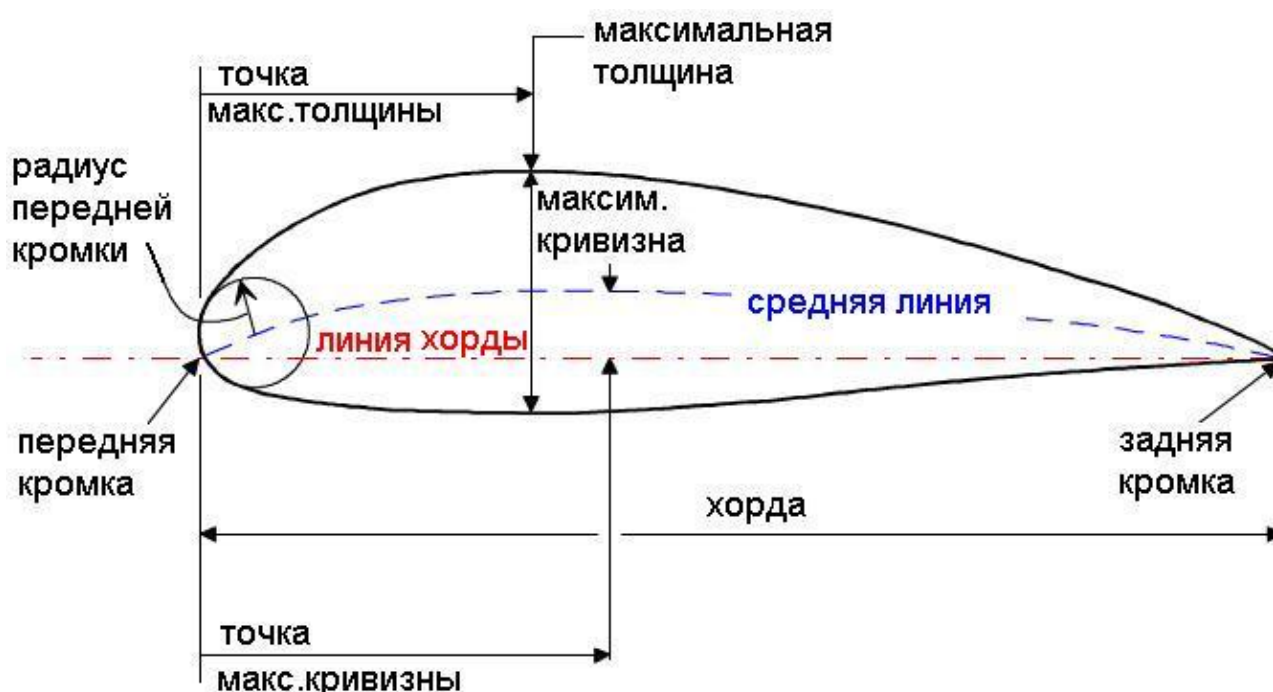 максимальная
толщина
точка
макс.толщины
радиус
передней
кромки
максим.
кривизна
средняя линия
линия хорды
передняя
кромка
задняя
кромка
хорда
точка
макс.кривизны